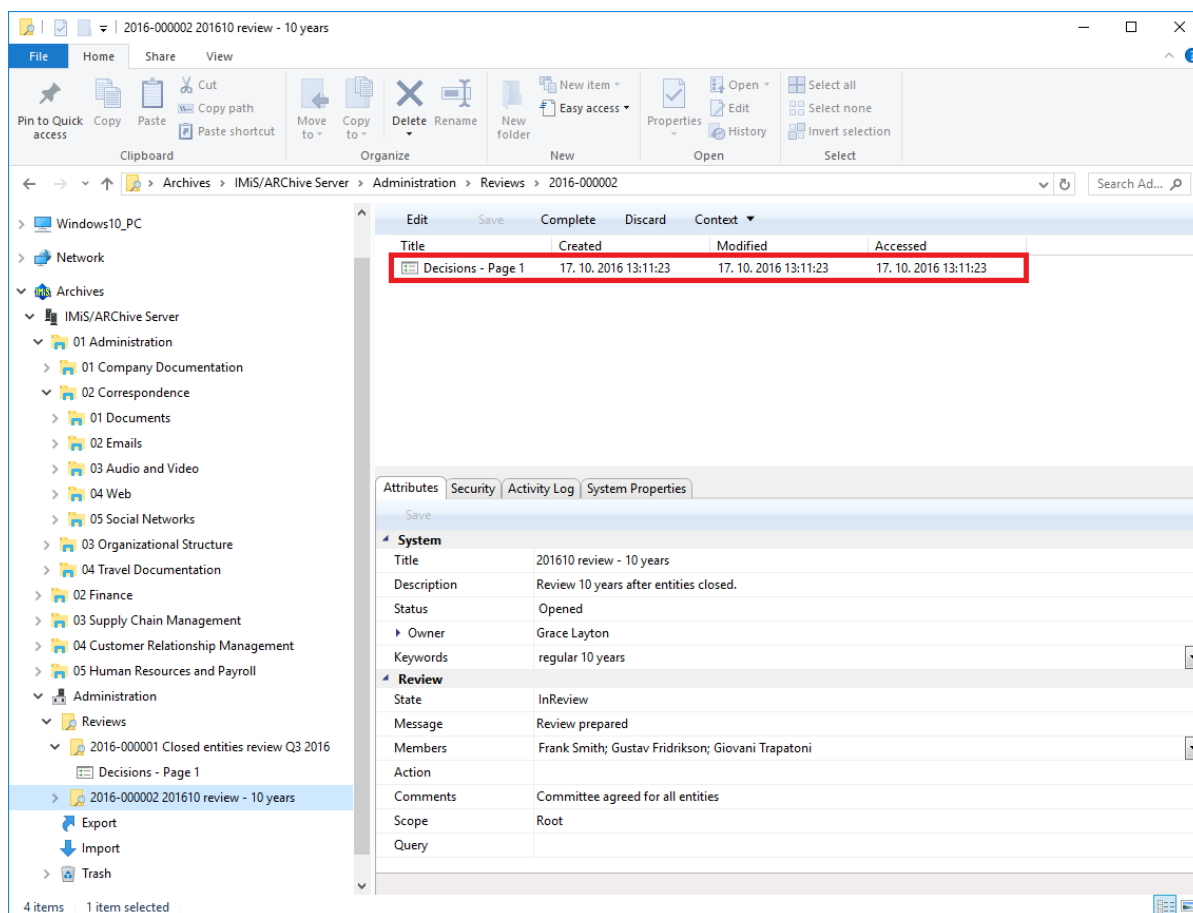 2016-000002 201610 review - 10 years
File Home Share View
Pin to Quick access
Copy
Paste
Cut
Copy path
Paste shortcut
Move to
Copy to
Delete
Rename
New folder
New item
Easy access
Properties
Open
Edit
History
Select all
Select none
Invert selection
Clipboard Organize New Open Select
Archives > IMiS/ARChive Server > Administration > Reviews > 2016-000002
Search Ad...
Windows10_PC
Network
Archives
IMiS/ARChive Server
01 Administration
01 Company Documentation
02 Correspondence
01 Documents
02 Emails
03 Audio and Video
04 Web
05 Social Networks
03 Organizational Structure
04 Travel Documentation
02 Finance
03 Supply Chain Management
04 Customer Relationship Management
05 Human Resources and Payroll
Administration
Reviews
2016-000001 Closed entities review Q3 2016
Decisions - Page 1
2016-000002 201610 review - 10 years
Export
Import
Trash
Edit Save Complete Discard Context
Title Created Modified Accessed
Decisions - Page 1 17. 10. 2016 13:11:23 17. 10. 2016 13:11:23 17. 10. 2016 13:11:23
Attributes Security Activity Log System Properties
Save
System
Title 201610 review - 10 years
Description Review 10 years after entities closed.
Status Opened
Owner Grace Layton
Keywords regular 10 years
Review
State InReview
Message Review prepared
Members Frank Smith; Gustav Fridrikson; Giovani Trapatoni
Action
Comments Committee agreed for all entities
Scope Root
Query
4 items 1 item selected